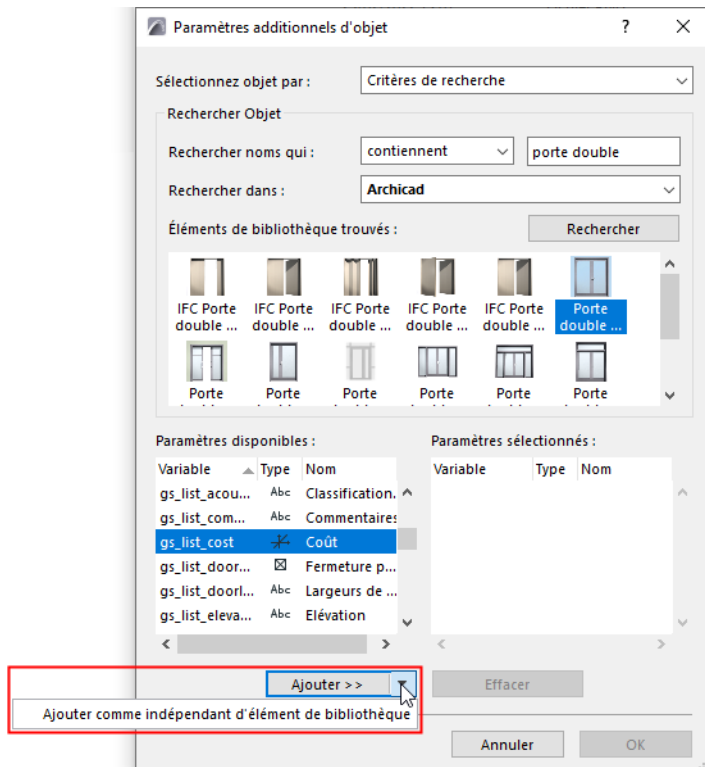 Paramètres additionnels d'objet ? ×
Sélectionnez objet par : Critères de recherche
Rechercher Objet
Rechercher noms qui : contiennent porte double
Rechercher dans : Archicad
Éléments de bibliothèque trouvés : Rechercher
IFC Porte IFC Porte IFC Porte IFC Porte IFC Porte Porte
double ... double ... double ... double ... double ... double ...
Porte Porte Porte Porte Porte Porte
Paramètres disponibles : Paramètres sélectionnés :
Variable Type Nom Variable Type Nom
gs_list_acou... Abc Classification.
gs_list_com... Abc Commentaires
gs_list_cost Coût
gs_list_door... Fermeture p...
gs_list_doorl... Abc Largeurs de ...
gs_list_eleva... Abc Elévation
Ajouter >> Effacer
Ajouter comme indépendant d'élément de bibliothèque
Annuler OK